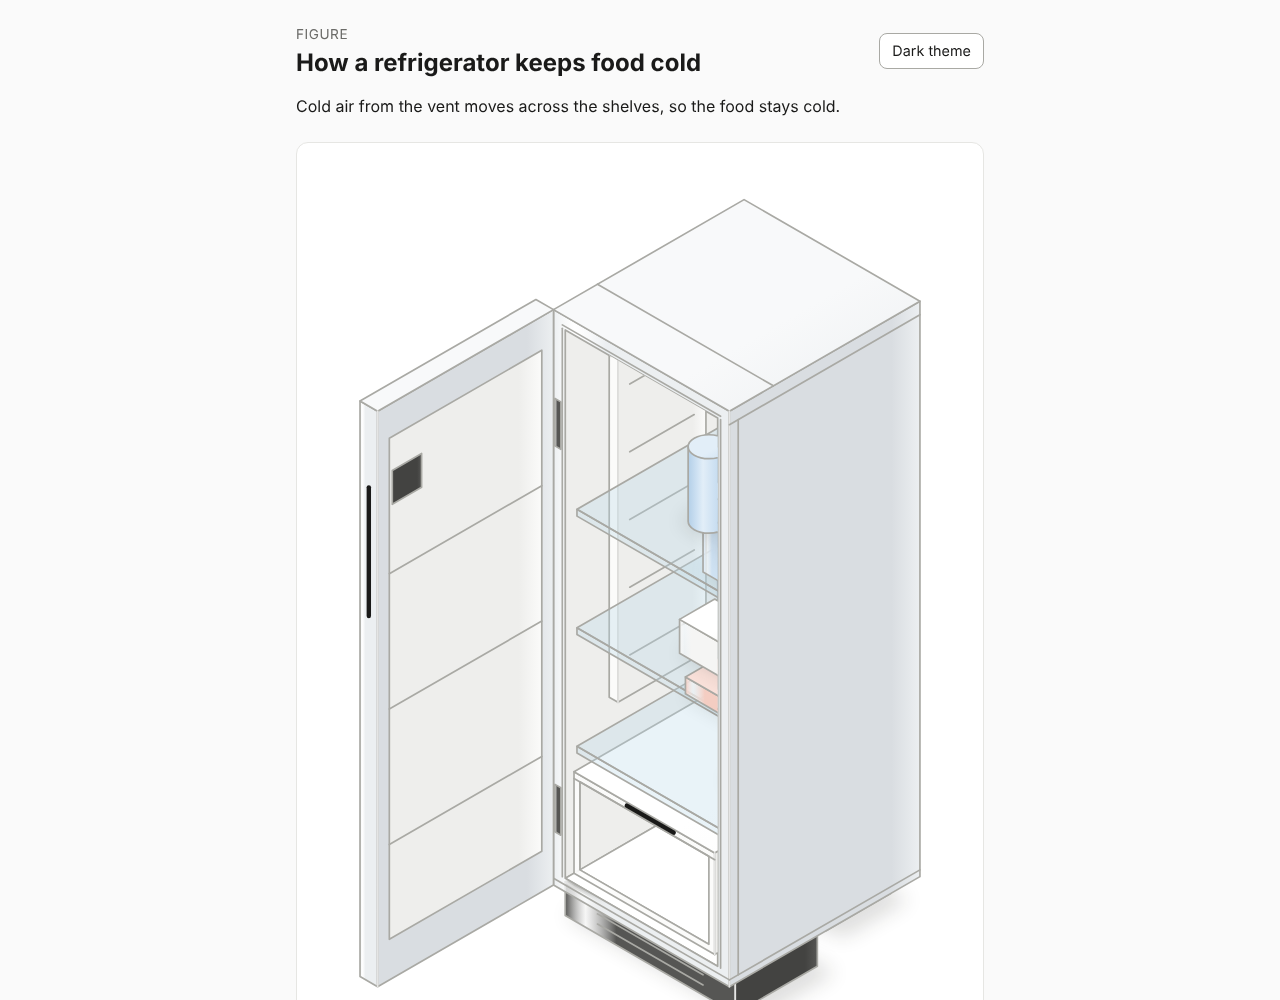 FIGURE
How a refrigerator keeps food cold
Dark theme
Cold air from the vent moves across the shelves, so the food stays cold.